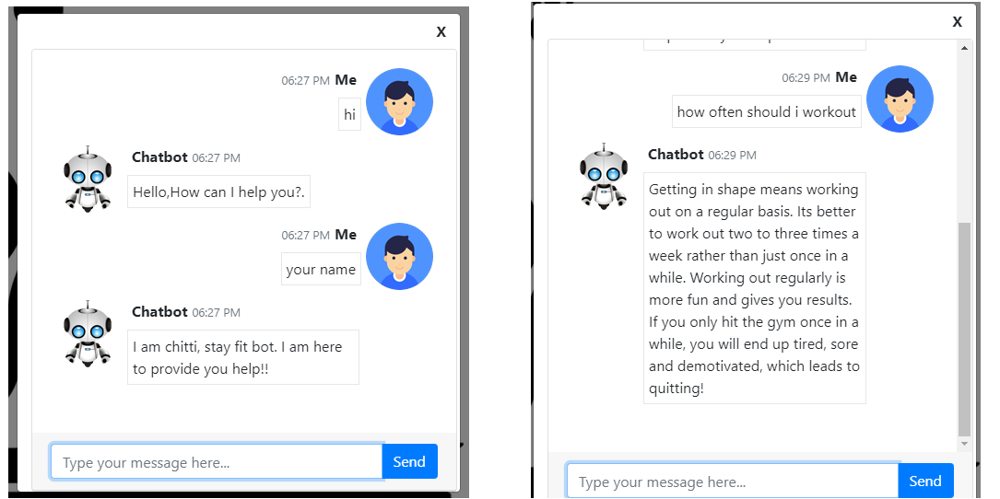 X
06:27 PM Me
hi
Chatbot 06:27 PM
Hello,How can I help you?.
06:27 PM Me
your name
Chatbot 06:27 PM
I am chitti, stay fit bot. I am here
to provide you help!!
Type your message here...
Send
X
06:29 PM Me
how often should i workout
Chatbot 06:29 PM
Getting in shape means working
out on a regular basis. Its better
to work out two to three times a
week rather than just once in a
while. Working out regularly is
more fun and gives you results.
If you only hit the gym once in a
while, you will end up tired, sore
and demotivated, which leads to
quitting!
Type your message here...
Send